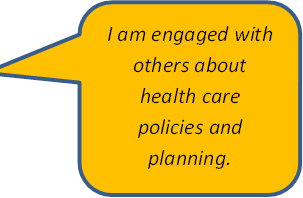 I am engaged with
others about
health care
policies and
planning.